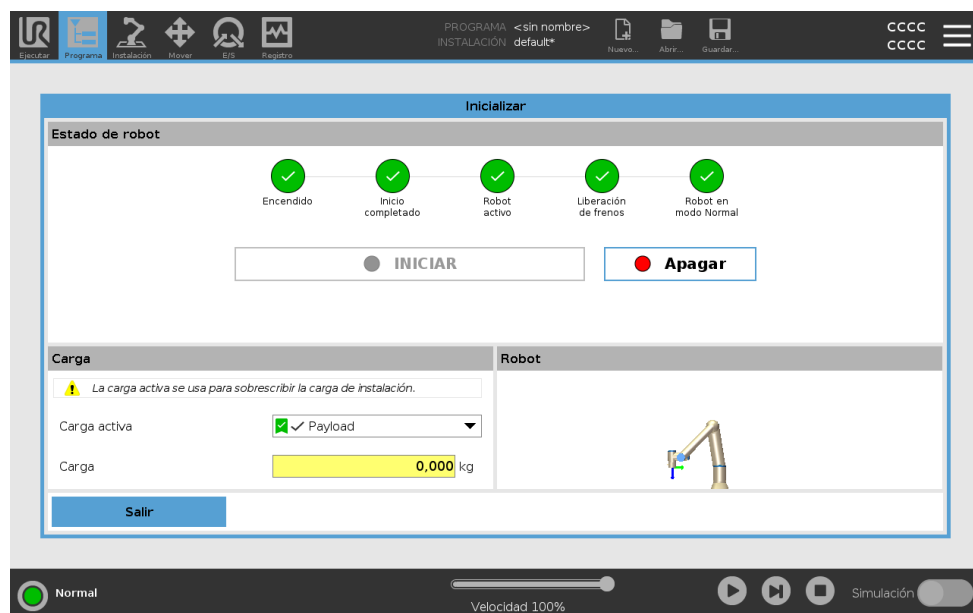 Ejecutar
Programa
Instalación
Mover
E/S
Registro
PROGRAMA <sin nombre>
INSTALACIÓN default*
Nuevo...
Abrir...
Guardar...
CCCC
CCCC
Inicializar
Estado de robot
Encendido
Inicio
completado
Robot
activo
Liberación
de frenos
Robot en
modo Normal
INICIAR
Apagar
Carga
Robot
La carga activa se usa para sobrescribir la carga de instalación.
Carga activa
Payload
Carga
0,000 kg
Salir
Normal
Velocidad 100%
Simulación